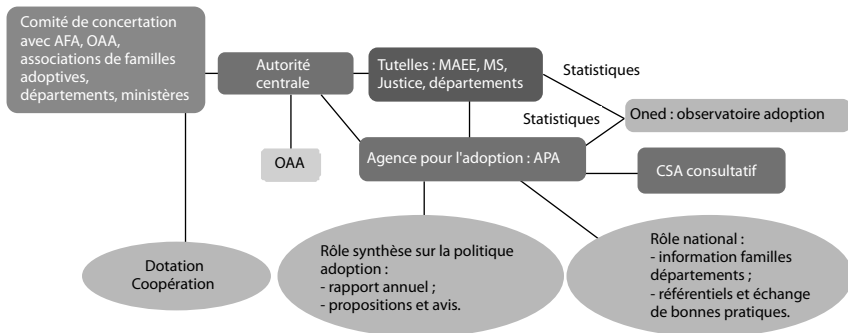 Comité de concertation
avec AFA, OAA,
associations de familles
adoptives,
départements, ministères
Autorité
centrale
Tutelles : MAEE, MS,
Justice, départements
Statistiques
Statistiques
Oned : observatoire adoption
OAA
Agence pour l'adoption : APA
CSA consultatif
Dotation
Coopération
Rôle synthèse sur la politique
adoption :
- rapport annuel ;
- propositions et avis.
Rôle national :
- information familles
départements ;
- référentiels et échange
de bonnes pratiques.